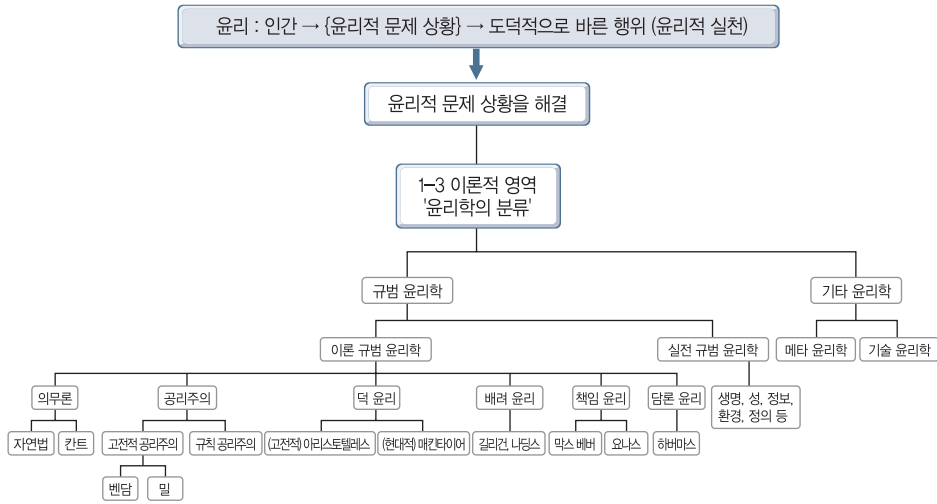 윤리 : 인간 → {윤리적 문제 상황} → 도덕적으로 바른 행위 (윤리적 실천)
윤리적 문제 상황을 해결
1-3 이론적 영역
'윤리학의 분류'
규범 윤리학
기타 윤리학
이론 규범 윤리학
실전 규범 윤리학
메타 윤리학
기술 윤리학
의무론
공리주의
덕 윤리
배려 윤리
책임 윤리
담론 윤리
생명, 성, 정보,
환경, 정의 등
자연법
칸트
고전적 공리주의
규칙 공리주의
(고전적) 아리스토텔레스
(현대적) 매킨타이어
길리건, 나딩스
막스 베버
요나스
하버마스
벤담
밀